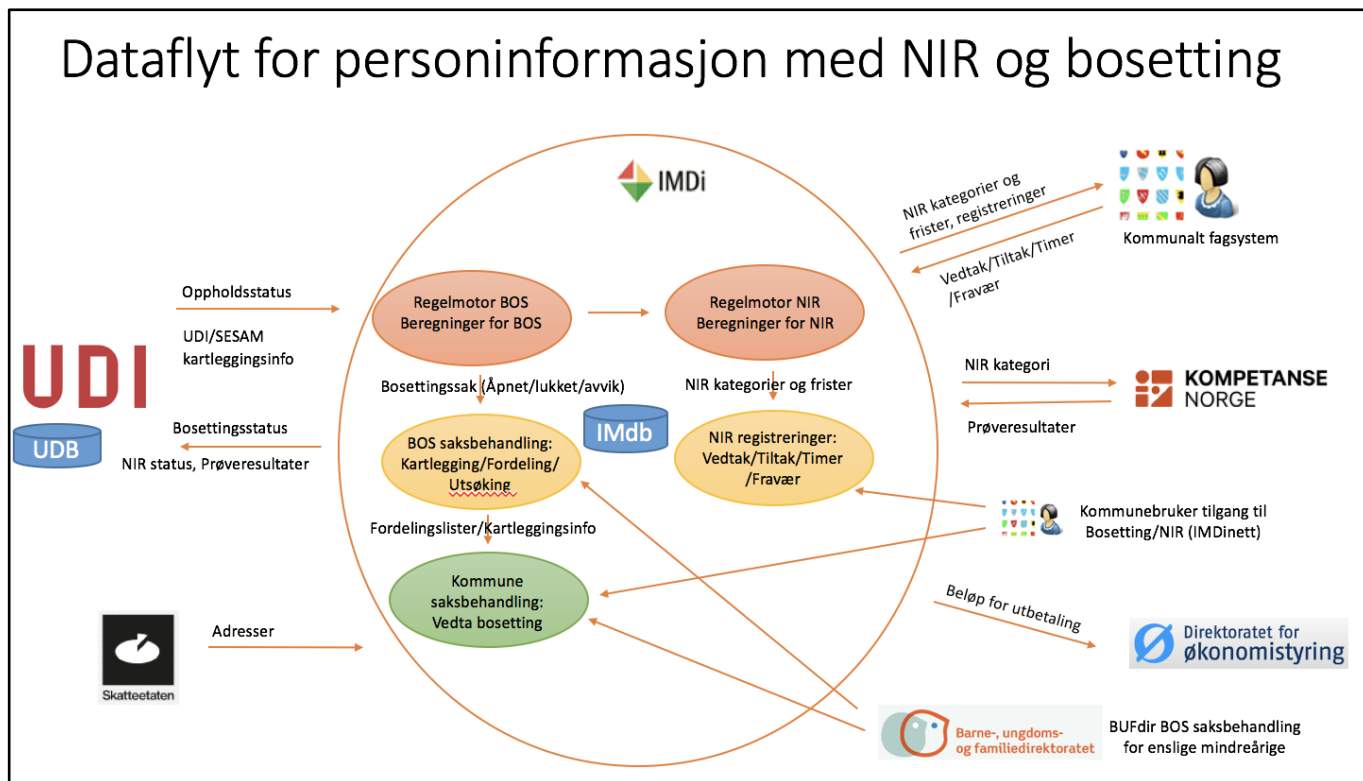 Dataflyt for personinformasjon med NIR og bosetting
IMDi
NIR kategorier og
frister, registreringer
Kommunalt fagsystem
Vedtak/Tiltak/Timer
/Fravær
Oppholdsstatus
UDI/SESAM
kartleggingsinfo
UDI
UDB
Bosettingsstatus
NIR status, Prøveresultater
Regelmotor BOS
Beregninger for BOS
Regelmotor NIR
Beregninger for NIR
Bosettingssak (Åpnet/lukket/avvik)
NIR kategorier og frister
BOS saksbehandling:
Kartlegging/Fordeling/
Utsøking
IMdb
NIR registreringer:
Vedtak/Tiltak/Timer
/Fravær
Fordelingslister/Kartleggingsinfo
Kommune
saksbehandling:
Vedta bosetting
NIR kategori
KOMPETANSE
NORGE
Prøveresultater
Kommunebruker tilgang til
Bosetting/NIR (IMDinett)
Skatteetaten
Adresser
Beløp for utbetaling
Direktoratet for
økonomistyring
Barne-, ungdoms-
og familiedirektoratet
BUFdir BOS saksbehandling
for enslige mindreårige